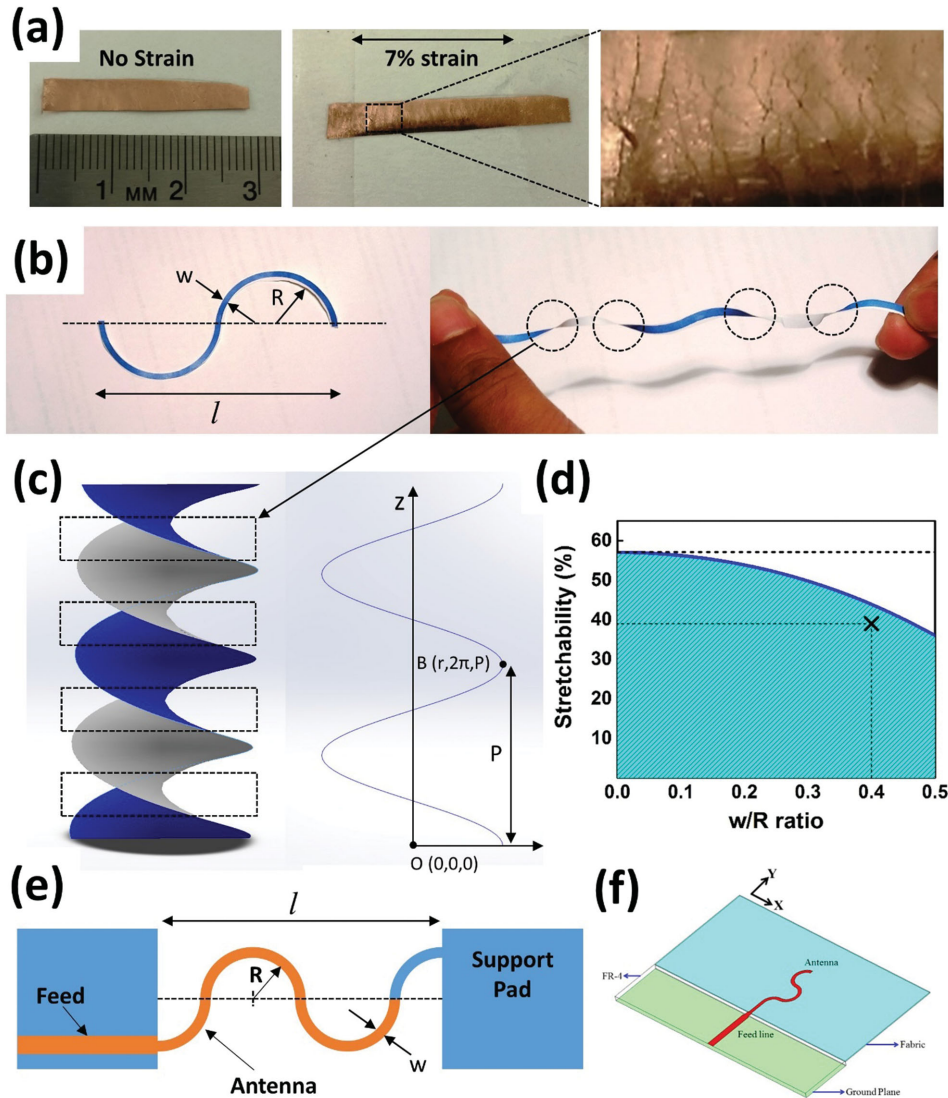 (a)
No Strain
7% strain
1 MM 2 3
(b)
w
R
l
(c)
Z
B (r,2π,P)
P
O (0,0,0)
(d)
Stretchability (%)
60
50
40
30
20
10
0.0 0.1 0.2 0.3 0.4 0.5
w/R ratio
(e)
l
R
Feed
Support
Pad
w
Antenna
(f)
Y
X
Antenna
FR-4
Feed line
Fabric
Ground Plane